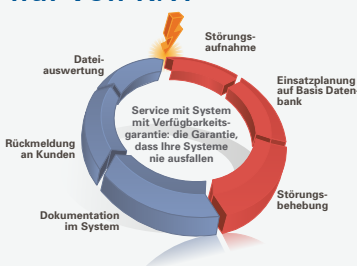 Störungs-
aufnahme
Datei-
auswertung
Einsatzplanung
auf Basis Daten-
bank
Service mit System
mit Verfügbarkeits-
garantie: die Garantie,
dass Ihre Systeme
nie ausfallen
Rückmeldung
an Kunden
Störungs-
behebung
Dokumentation
im System